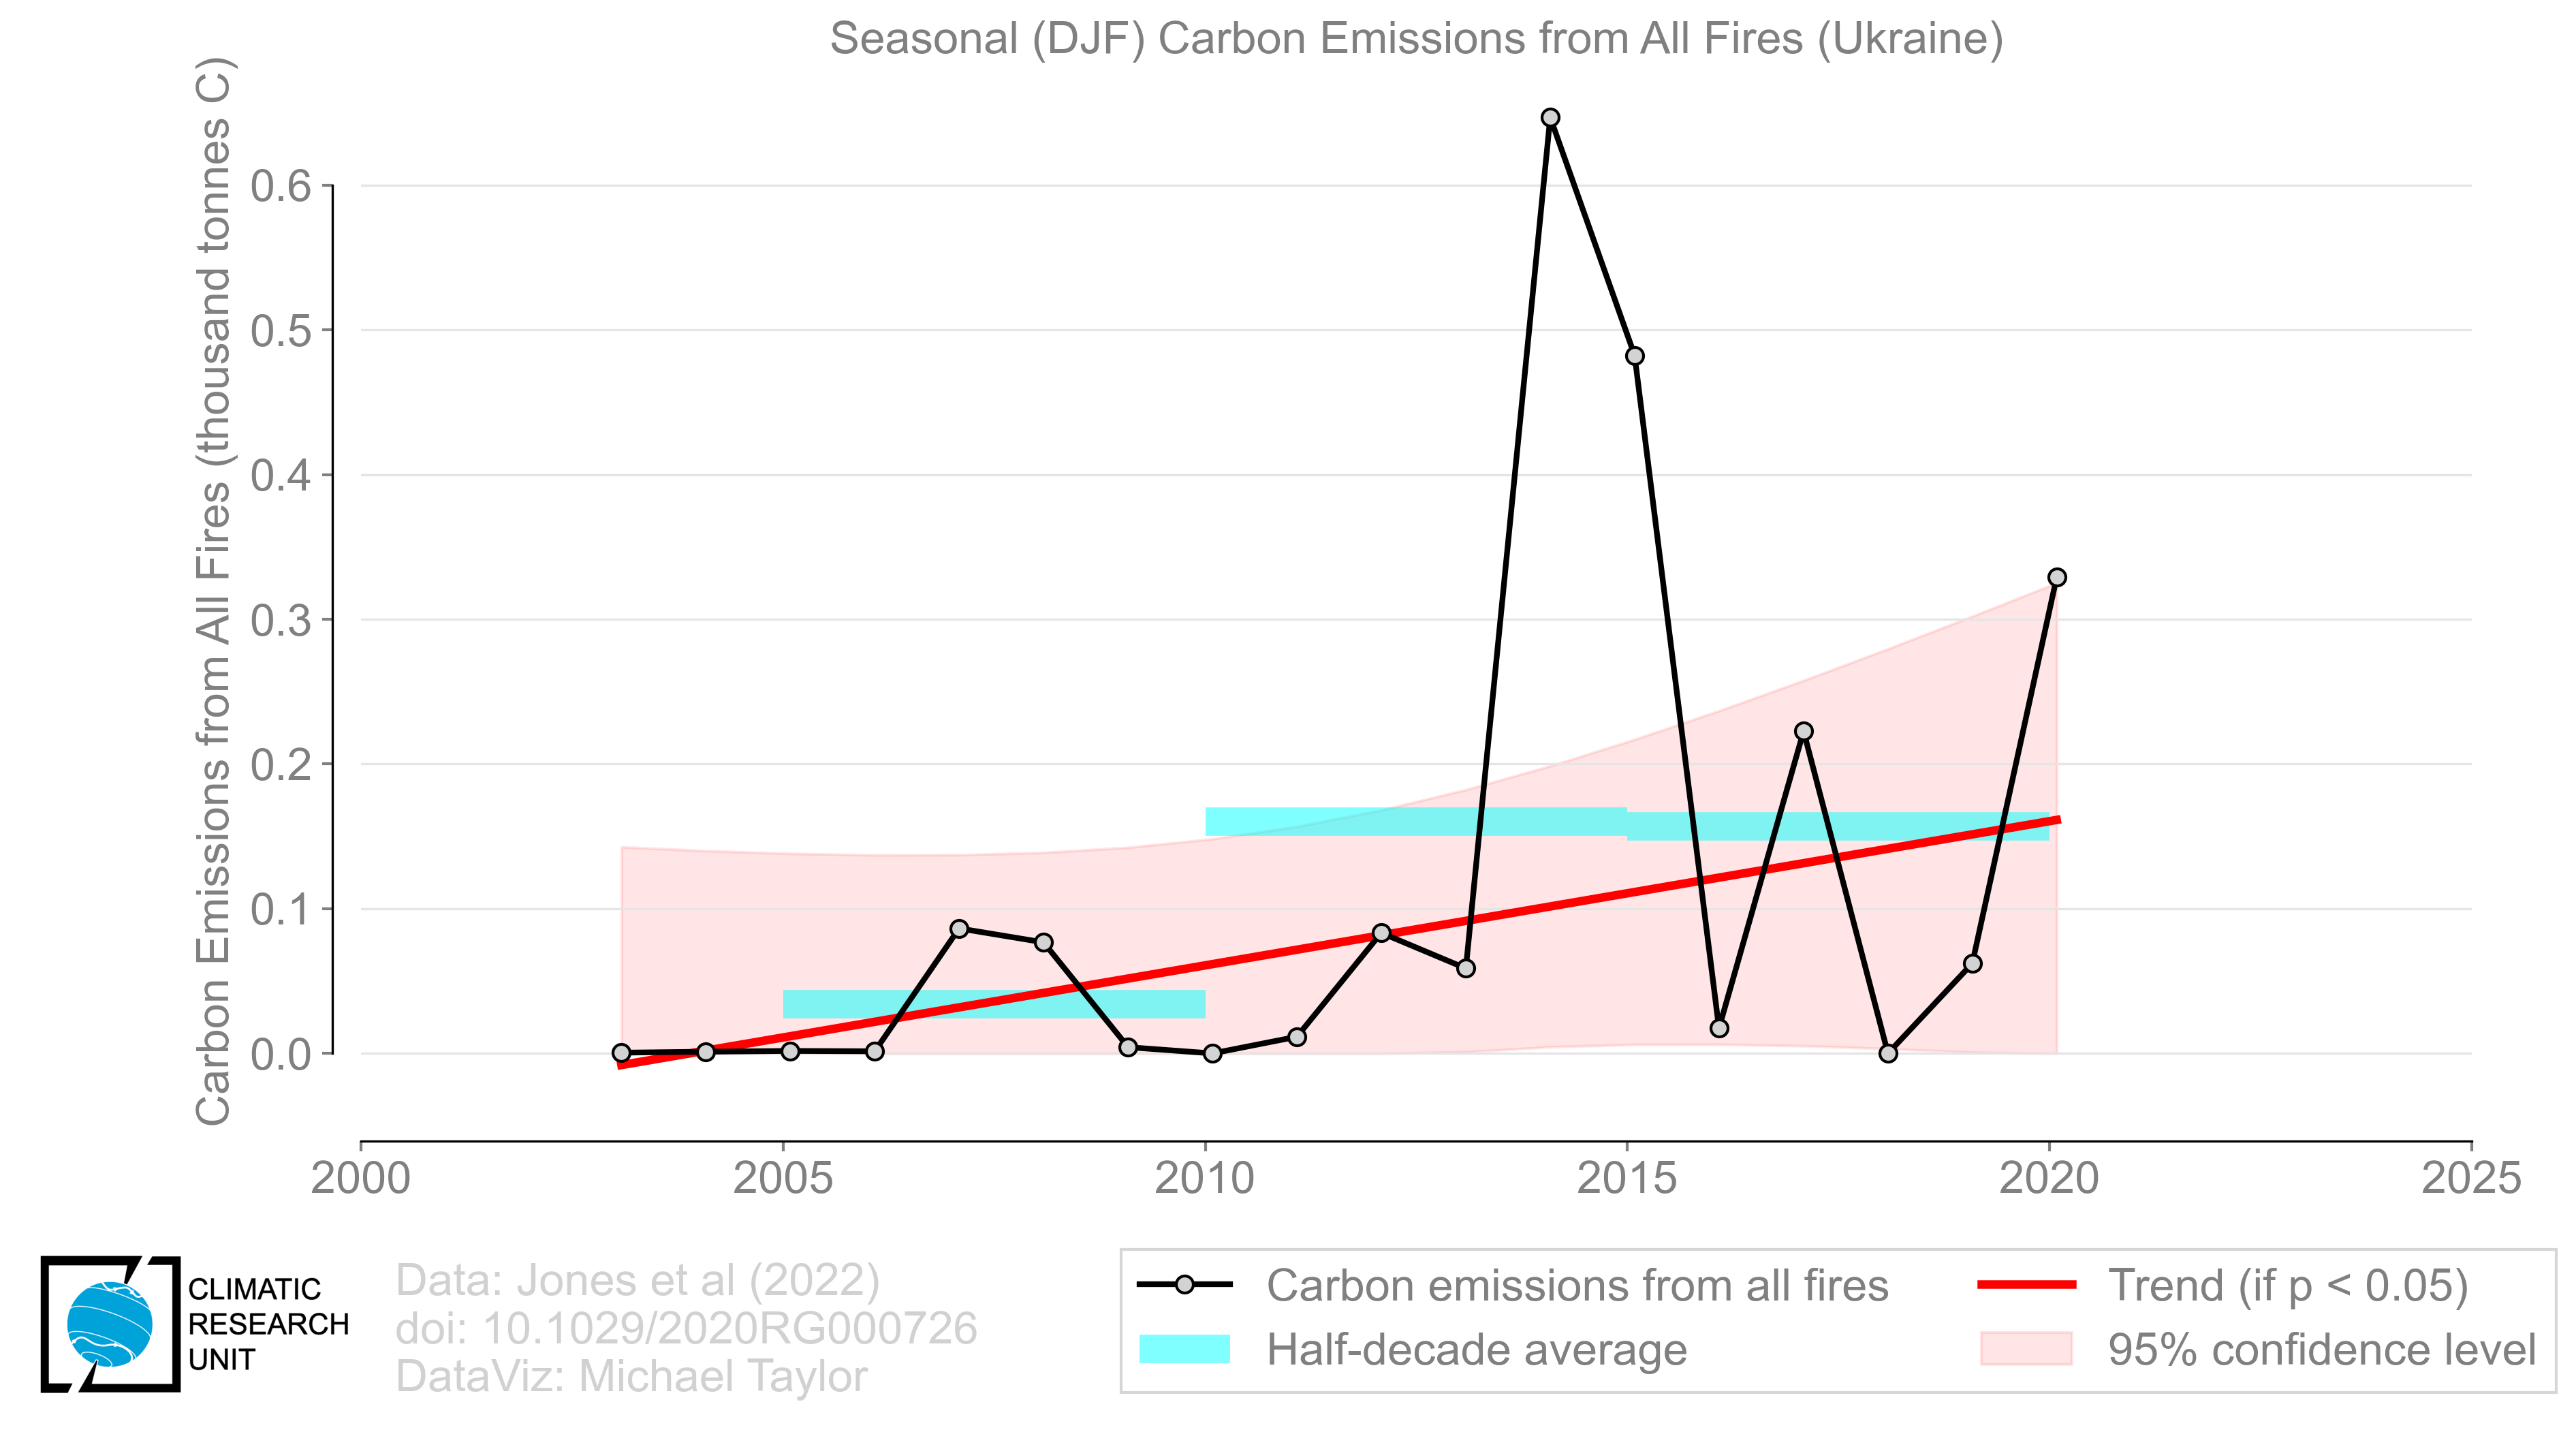 Seasonal (DJF) Carbon Emissions from All Fires (Ukraine)
Carbon Emissions from All Fires (thousand tonnes C)
0.6
0.5
0.4
0.3
0.2
0.1
0.0
2000
2005
2010
2015
2020
2025
CLIMATIC
RESEARCH
UNIT
Data: Jones et al (2022)
doi: 10.1029/2020RG000726
DataViz: Michael Taylor
Carbon emissions from all fires
Half-decade average
Trend (if p < 0.05)
95% confidence level